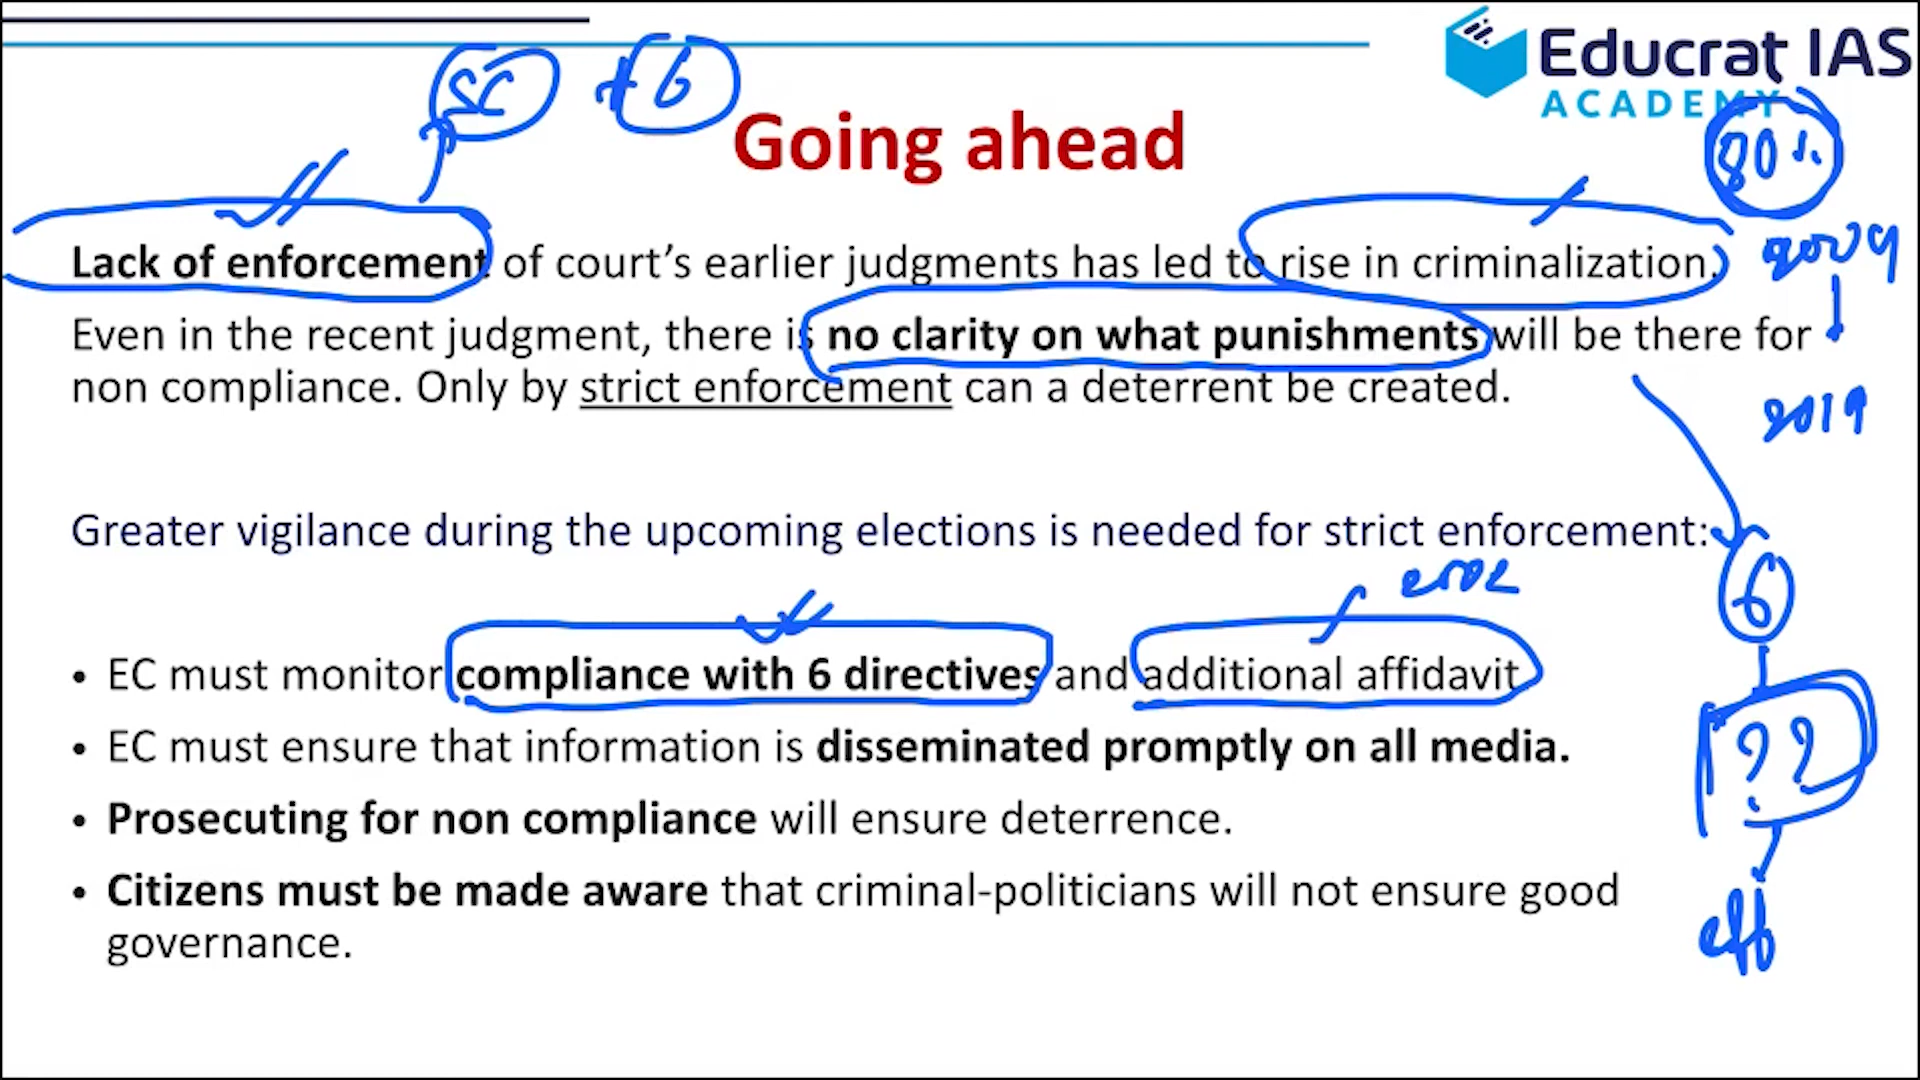 Educrat IAS
ACADEMY
SC + 6
Going ahead
80%
Lack of enforcement of court’s earlier judgments has led to rise in criminalization.
2009
Even in the recent judgment, there is no clarity on what punishments will be there for
non compliance. Only by strict enforcement can a deterrent be created.
2019
Greater vigilance during the upcoming elections is needed for strict enforcement:
6
2002
• EC must monitor compliance with 6 directives and additional affidavit
• EC must ensure that information is disseminated promptly on all media.
??
• Prosecuting for non compliance will ensure deterrence.
• Citizens must be made aware that criminal-politicians will not ensure good
governance.
eff